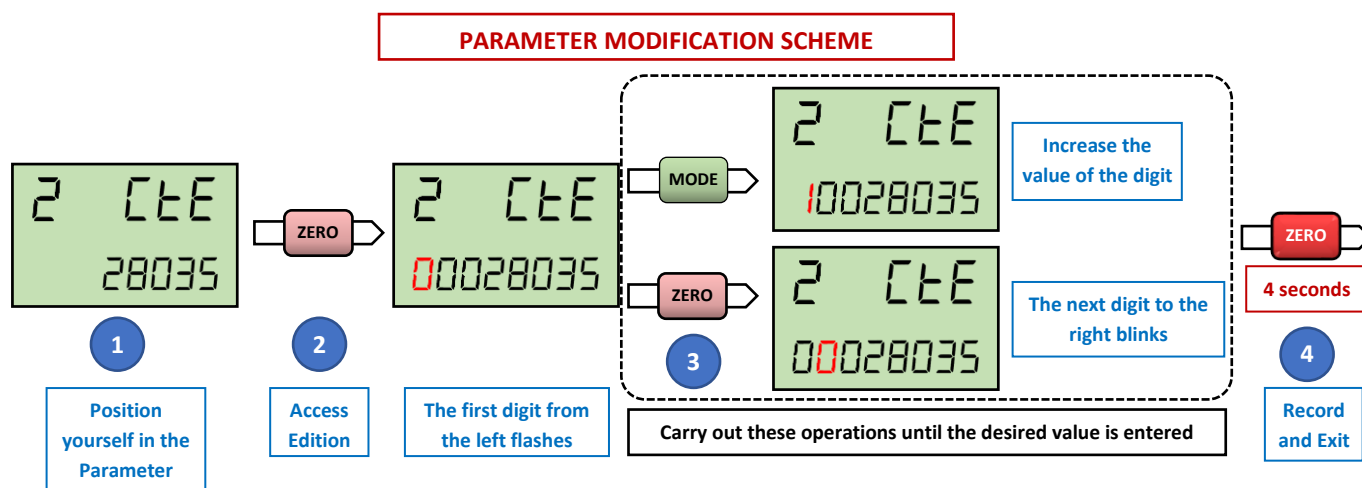 PARAMETER MODIFICATION SCHEME
2 CtE
28035
1
Position
yourself in the
Parameter
ZERO
2
Access
Edition
2 CtE
00028035
The first digit from
the left flashes
MODE
2 CtE
10028035
Increase the
value of the digit
ZERO
3
2 CtE
00028035
The next digit to the
right blinks
Carry out these operations until the desired value is entered
ZERO
4 seconds
4
Record
and Exit